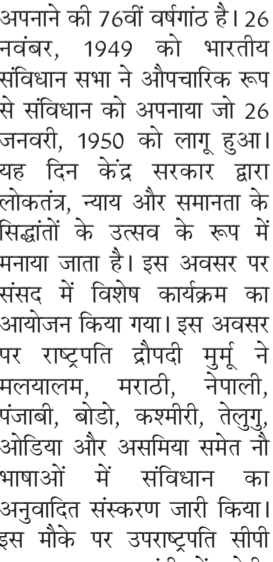 अपनाने की 76वीं वर्षगांठ है। 26
नवंबर, 1949 को भारतीय
संविधान सभा ने औपचारिक रूप
से संविधान को अपनाया जो 26
जनवरी, 1950 को लागू हुआ।
यह दिन केंद्र सरकार द्वारा
लोकतंत्र, न्याय और समानता के
सिद्धांतों के उत्सव के रूप में
मनाया जाता है। इस अवसर पर
संसद में विशेष कार्यक्रम का
आयोजन किया गया। इस अवसर
पर राष्ट्रपति द्रौपदी मुर्मू ने
मलयालम, मराठी, नेपाली,
पंजाबी, बोडो, कश्मीरी, तेलुगु,
ओडिया और असमिया समेत नौ
भाषाओं में संविधान का
अनुवादित संस्करण जारी किया।
इस मौके पर उपराष्ट्रपति सीपी